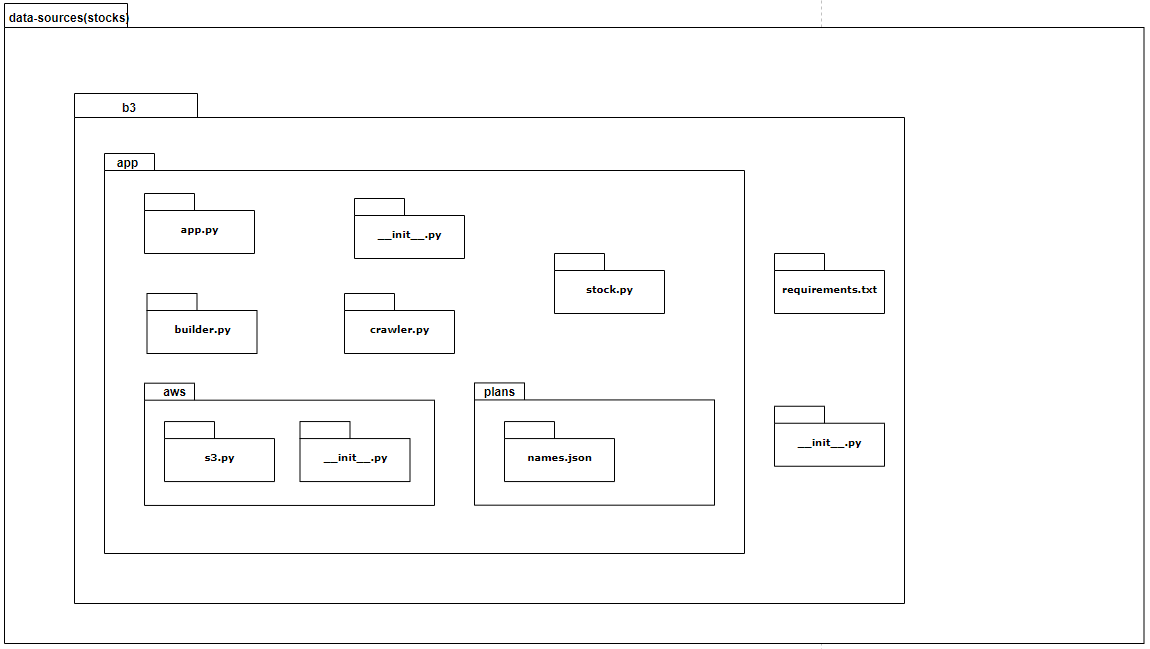 data-sources(stocks)
b3
app
app.py
__init__.py
stock.py
requirements.txt
builder.py
crawler.py
aws
plans
s3.py
__init__.py
names.json
__init__.py